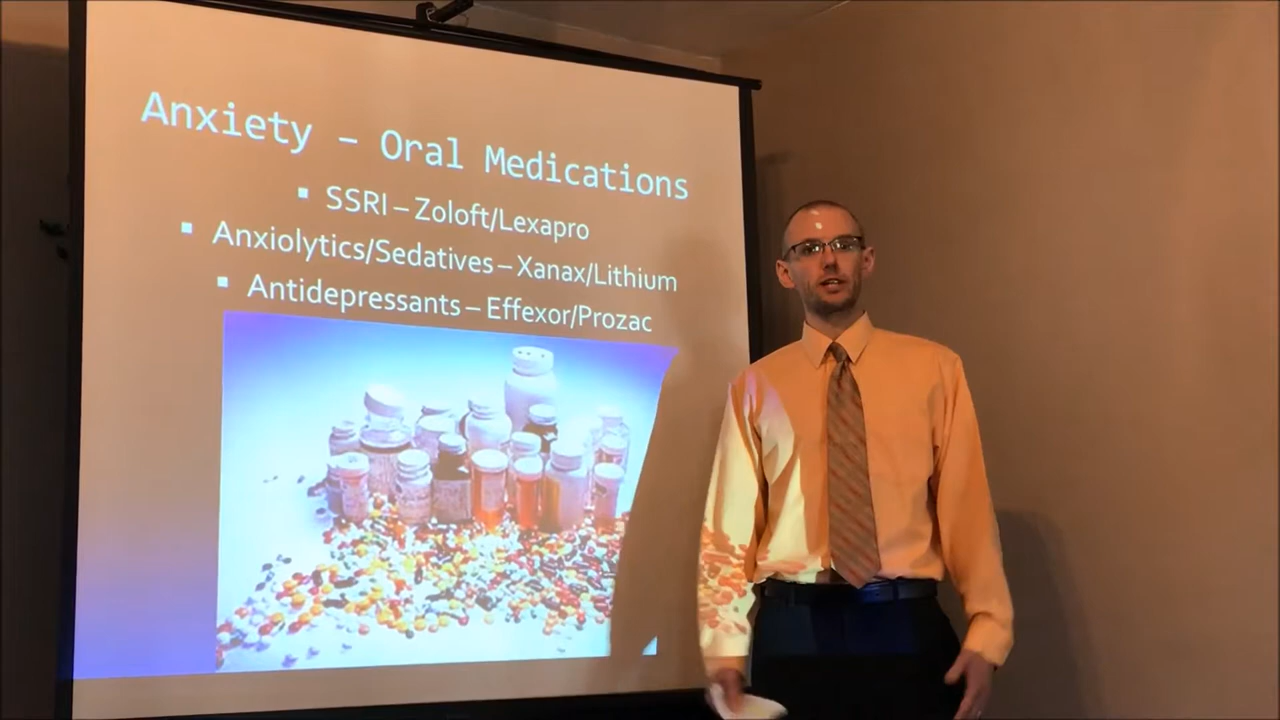 Anxiety – Oral Medications
▪ SSRI – Zoloft/Lexapro
▪ Anxiolytics/Sedatives – Xanax/Lithium
▪ Antidepressants – Effexor/Prozac